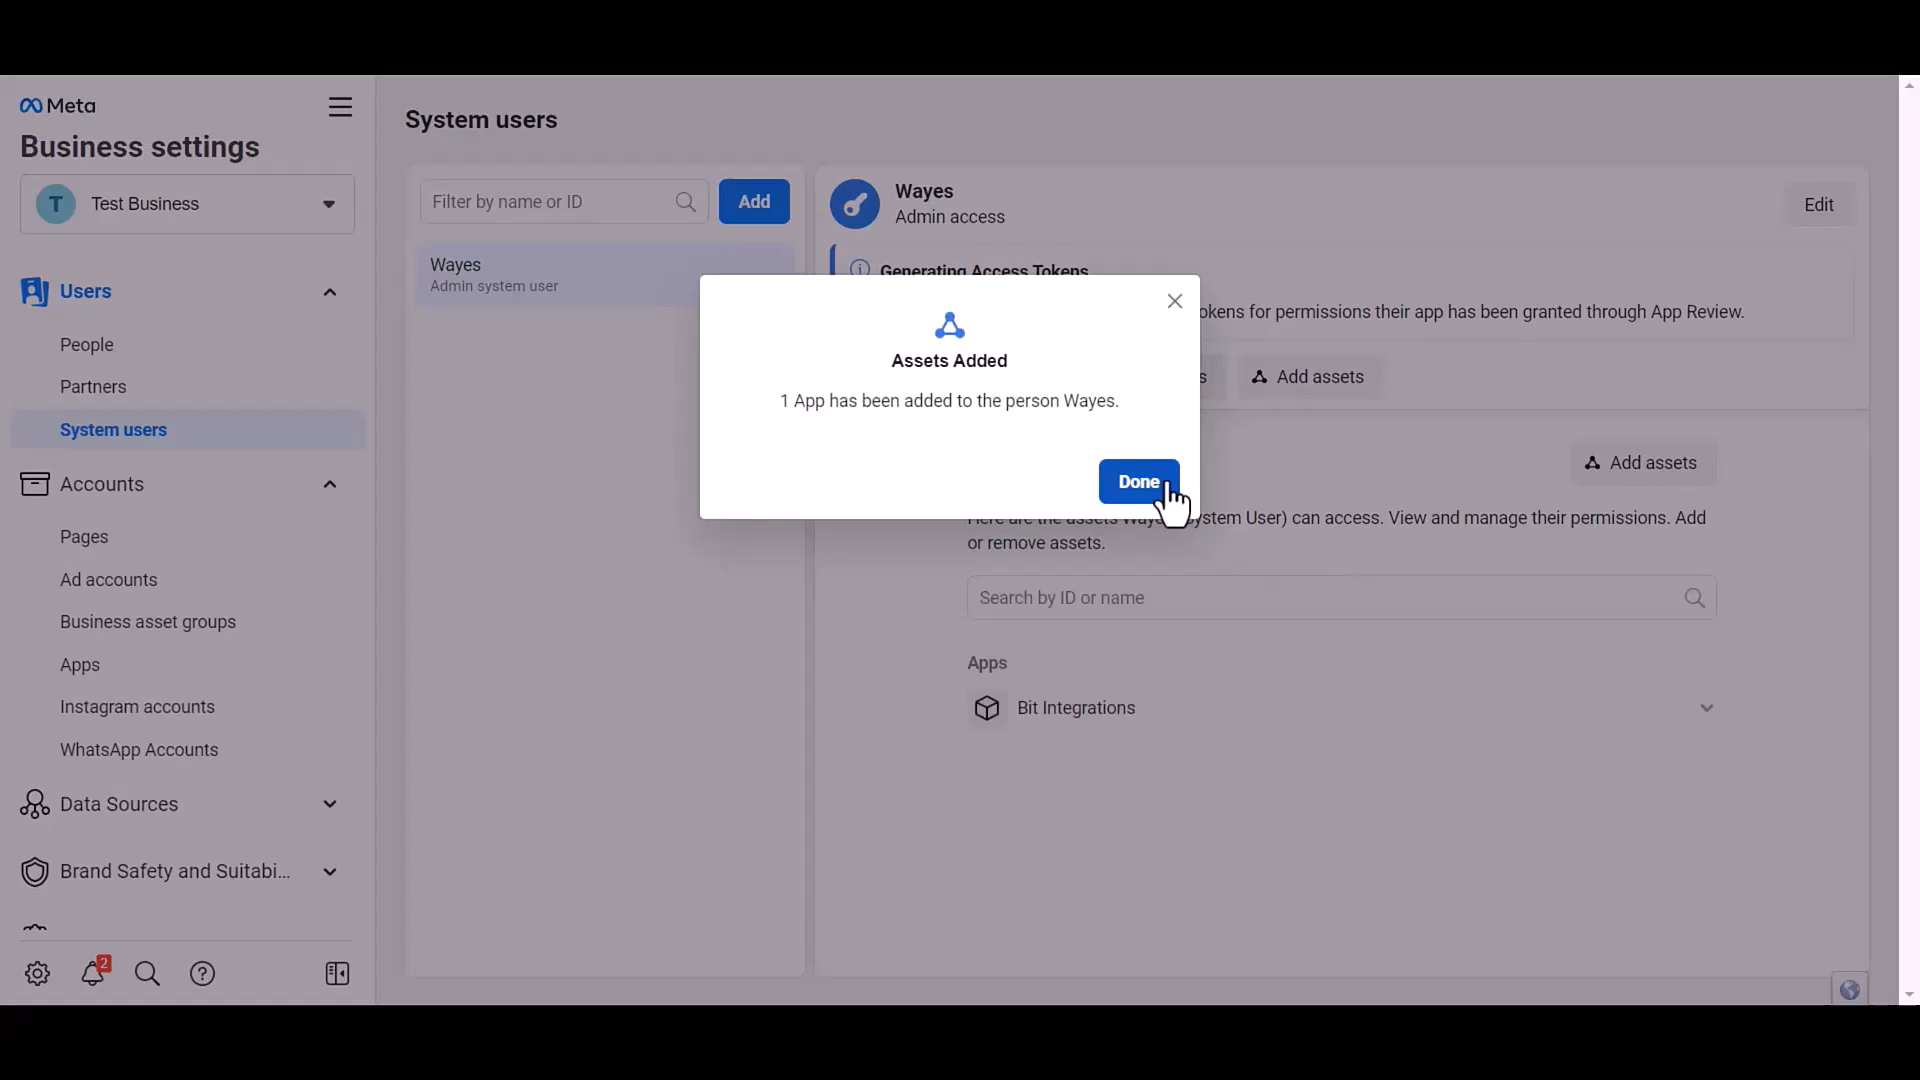 Meta
Business settings
T Test Business
Users
People
Partners
System users
Accounts
Pages
Ad accounts
Business asset groups
Apps
Instagram accounts
WhatsApp Accounts
Data Sources
Brand Safety and Suitabi...
2
System users
Filter by name or ID
Add
Wayes
Admin system user
Wayes
Admin access
Edit
Generating Access Tokens
okens for permissions their app has been granted through App Review.
s
Add assets
Assets Added
1 App has been added to the person Wayes.
Done
Add assets
Here are the assets Wayes (System User) can access. View and manage their permissions. Add
or remove assets.
Search by ID or name
Apps
Bit Integrations